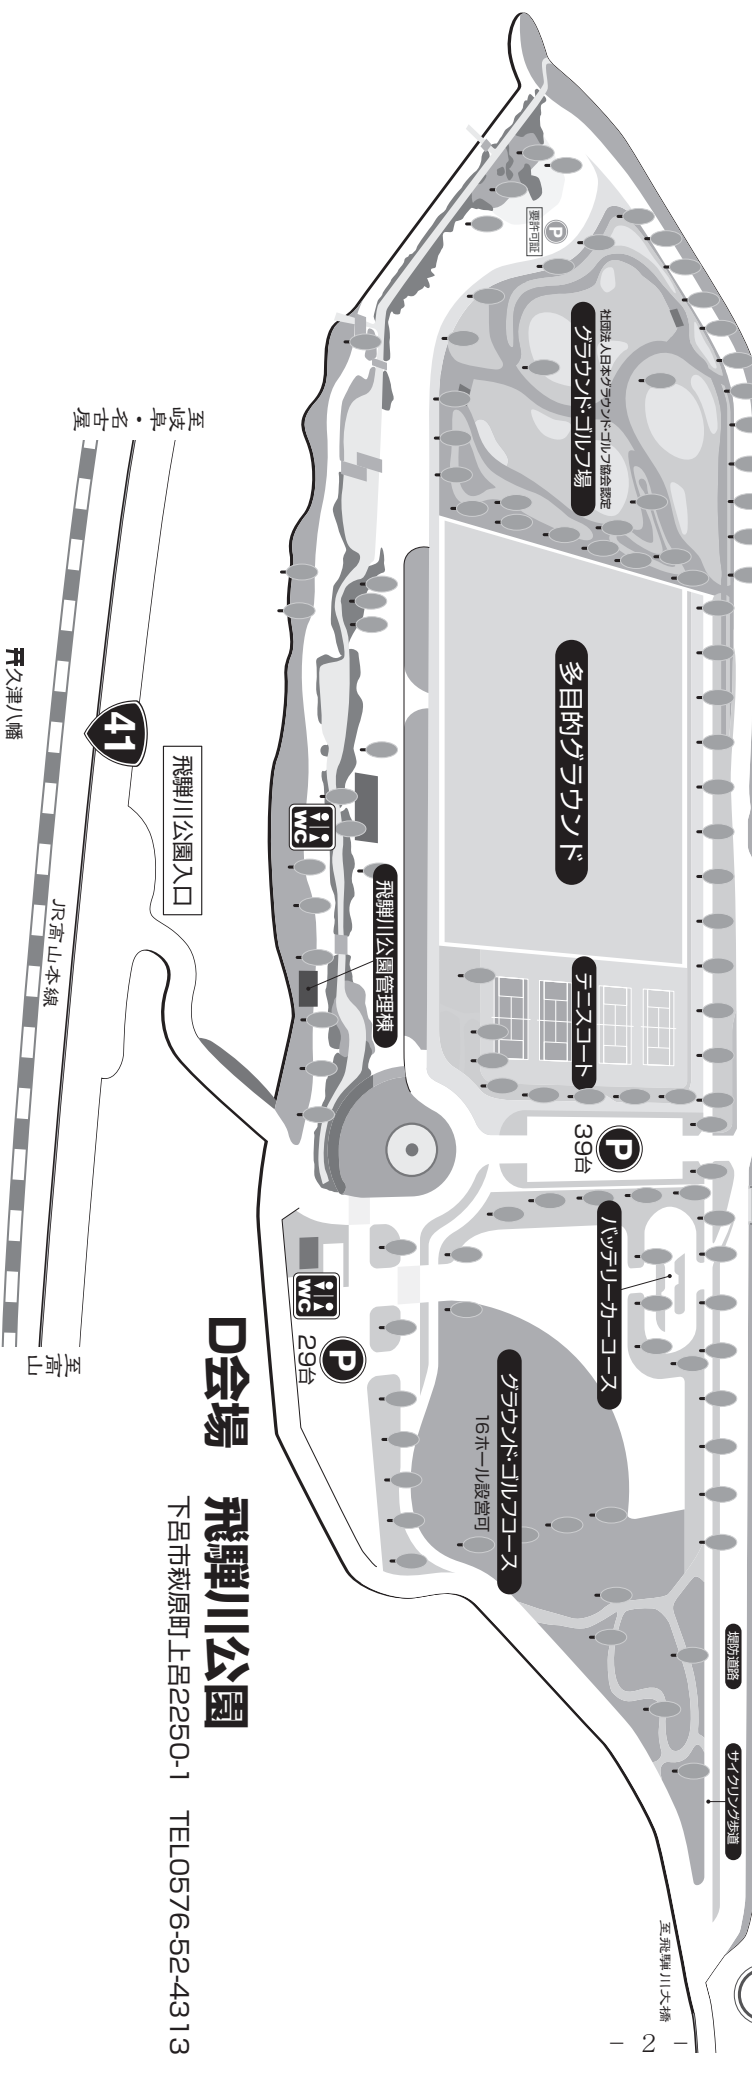 社団法人日本グラウンド・ゴルフ協会認定
グラウンド・ゴルフ場
P
要許可証
多目的グラウンド
テニスコート
P
39台
バッテリーカーコース
堤防道路
サイクリング歩道
至飛騨川大橋
グラウンド・ゴルフコース
16ホール設営可
飛騨川公園管理棟
WC
WC
P
29台
飛騨川公園入口
至岐阜・名古屋
41
JR高山本線
久津八幡
至高山
D会場 飛騨川公園
下呂市萩原町上呂2250-1 TEL0576-52-4313
- 2 -